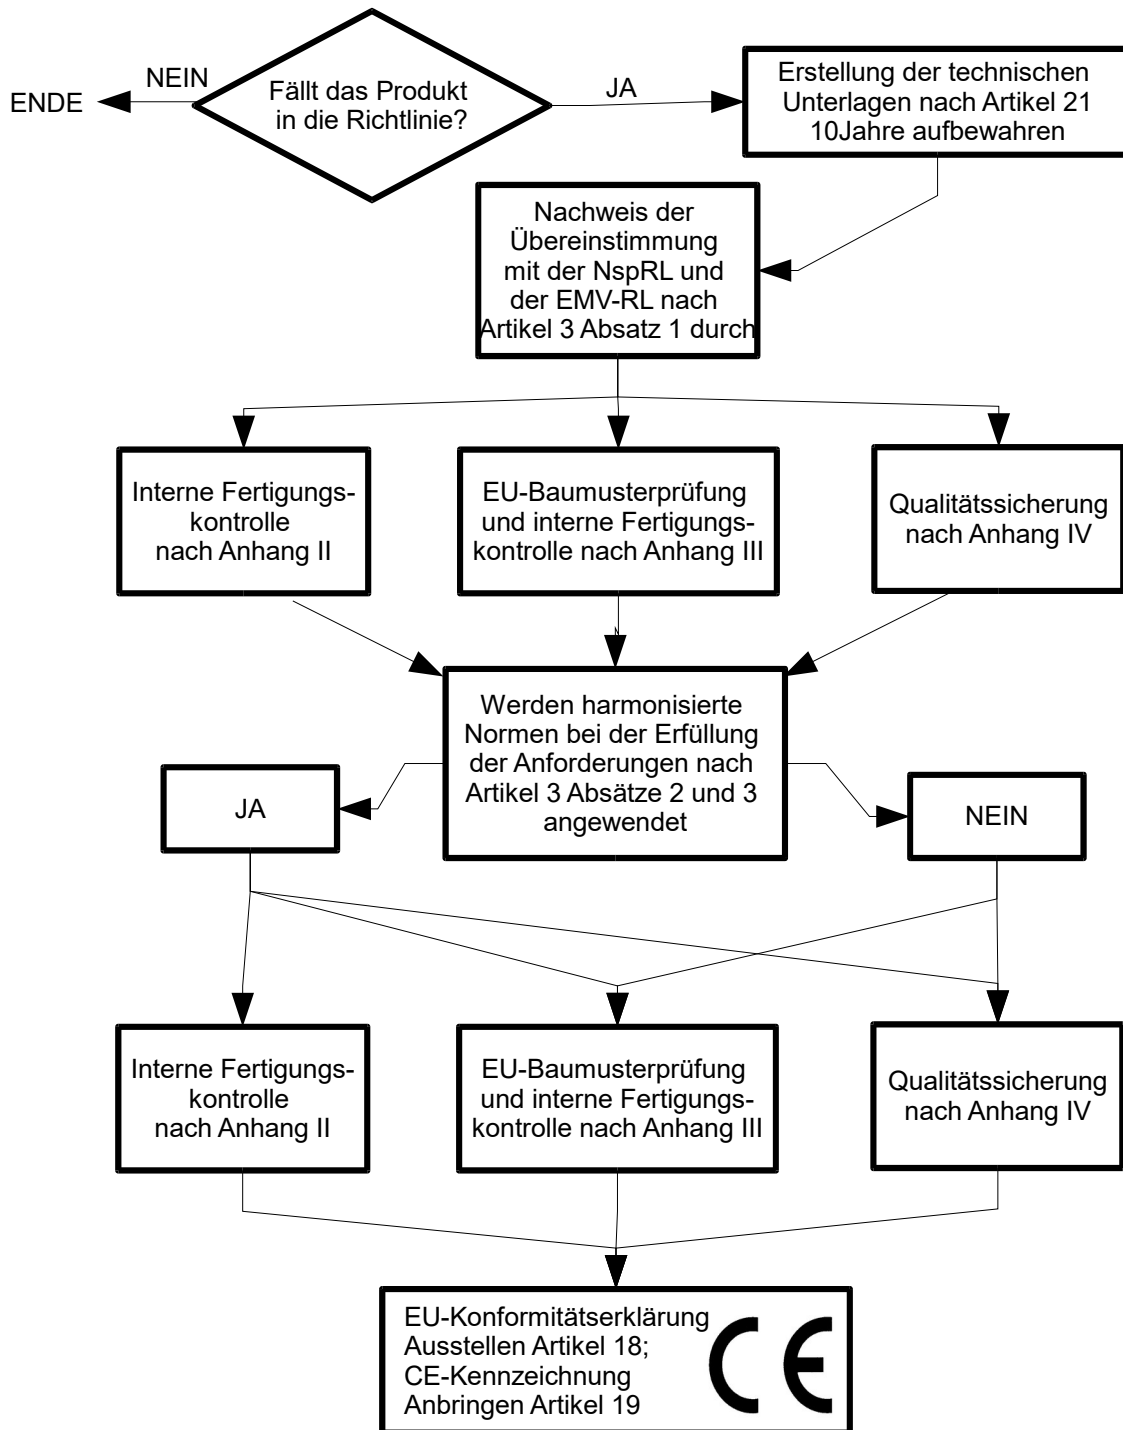 NEIN
ENDE
Fällt das Produkt
in die Richtlinie?
JA
Erstellung der technischen
Unterlagen nach Artikel 21
10Jahre aufbewahren
Nachweis der
Übereinstimmung
mit der NspRL und
der EMV-RL nach
Artikel 3 Absatz 1 durch
Interne Fertigungs-
kontrolle
nach Anhang II
EU-Baumusterprüfung
und interne Fertigungs-
kontrolle nach Anhang III
Qualitätssicherung
nach Anhang IV
Werden harmonisierte
Normen bei der Erfüllung
der Anforderungen nach
Artikel 3 Absätze 2 und 3
angewendet
JA
NEIN
Interne Fertigungs-
kontrolle
nach Anhang II
EU-Baumusterprüfung
und interne Fertigungs-
kontrolle nach Anhang III
Qualitätssicherung
nach Anhang IV
EU-Konformitätserklärung
Ausstellen Artikel 18;
CE-Kennzeichnung
Anbringen Artikel 19
CE